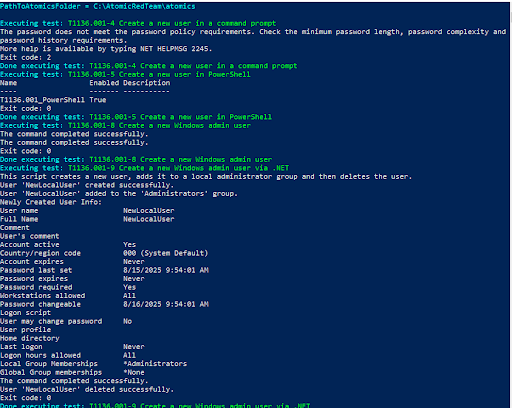 PathToAtomicsFolder = C:\AtomicRedTeam\atomics
Executing test: T1136.001-4 Create a new user in a command prompt
The password does not meet the password policy requirements. Check the minimum password length, password complexity and
password history requirements.
More help is available by typing NET HELPMSG 2245.
Exit code: 2
Done executing test: T1136.001-4 Create a new user in a command prompt
Executing test: T1136.001-5 Create a new user in PowerShell
Name Enabled Description
---- ------- -----------
T1136.001_PowerShell True
Exit code: 0
Done executing test: T1136.001-5 Create a new user in PowerShell
Executing test: T1136.001-8 Create a new Windows admin user
The command completed successfully.
The command completed successfully.
Exit code: 0
Done executing test: T1136.001-8 Create a new Windows admin user
Executing test: T1136.001-9 Create a new Windows admin user via .NET
This script creates a new user, adds it to a local administrator group and then deletes the user.
User 'NewLocalUser' created successfully.
User 'NewLocalUser' added to the 'Administrators' group.
Newly Created User Info:
User name NewLocalUser
Full Name NewLocalUser
Comment
User's comment
Account active Yes
Country/region code 000 (System Default)
Account expires Never
Password last set 8/15/2025 9:54:01 AM
Password expires Never
Password required Yes
Workstations allowed All
Password changeable 8/16/2025 9:54:01 AM
Logon script
User may change password No
User profile
Home directory
Last logon Never
Logon hours allowed All
Local Group Memberships *Administrators
Global Group memberships *None
The command completed successfully.
User 'NewLocalUser' deleted successfully.
Exit code: 0
Done executing test: T1136.001-9 Create a new Windows admin user via .NET